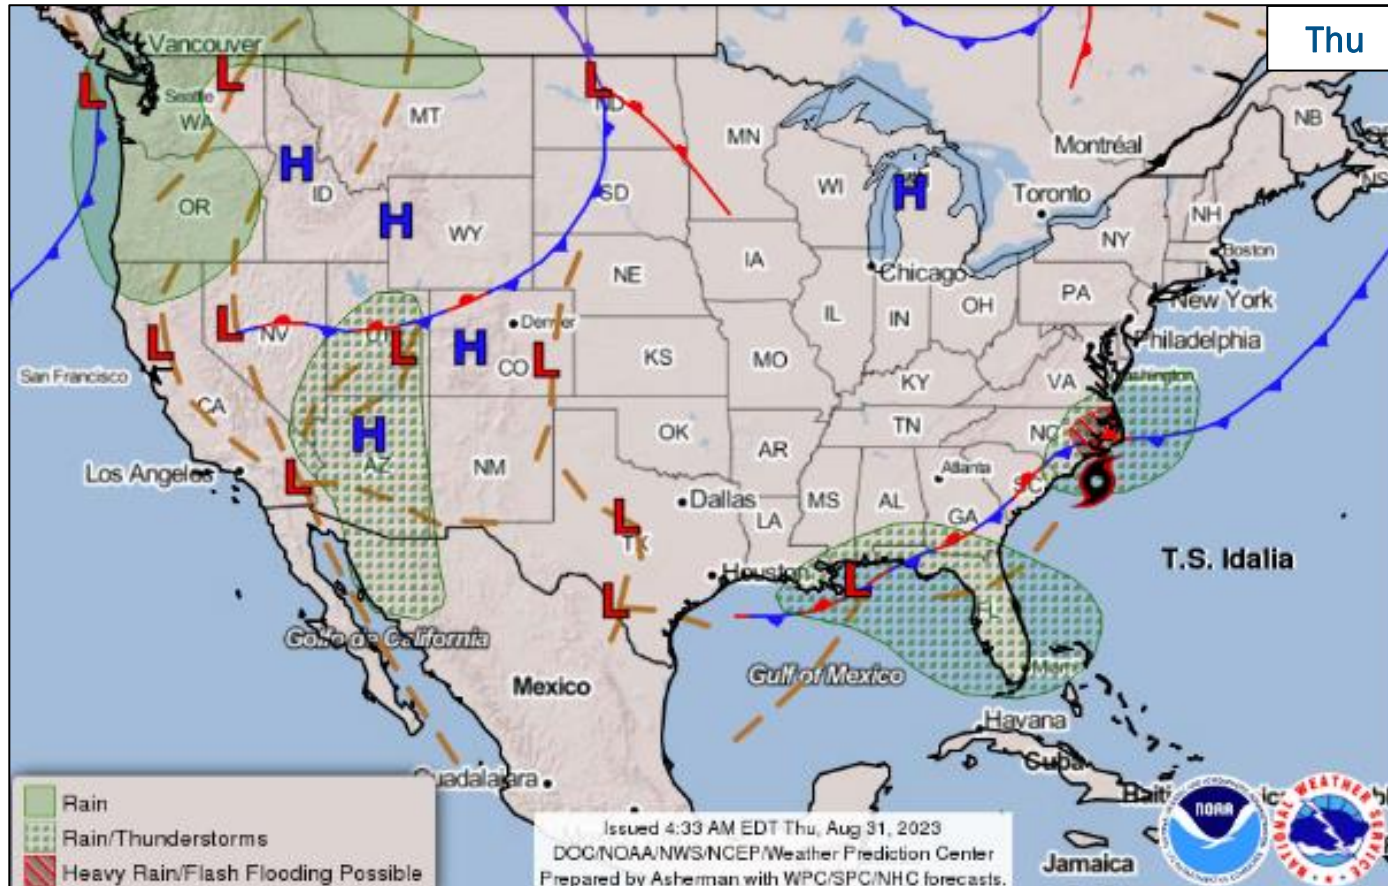 Thu
Vancouver
Seattle
WA
MT
ND
MN
Montréal
NB
NS
OR
ID
WY
SD
WI
Toronto
NH
Boston
NY
NE
IA
Chicago
NV
UT
Denver
CO
IL
IN
OH
PA
New York
Philadelphia
San Francisco
CA
KS
MO
KY
VA
Los Angeles
AZ
NM
OK
AR
TN
NC
Atlanta
SC
Dallas
LA
MS
AL
GA
TX
Houston
T.S. Idalia
FL
Golfo de California
Mexico
Gulf of Mexico
Miami
Havana
Cuba
Guadalajara
Jamaica
H
H
H
H
H
L
L
L
L
L
L
L
L
L
L
L
Rain
Rain/Thunderstorms
Heavy Rain/Flash Flooding Possible
Issued 4:33 AM EDT Thu, Aug 31, 2023
DOC/NOAA/NWS/NCEP/Weather Prediction Center
Prepared by Asherman with WPC/SPC/NHC forecasts.
NOAA
NATIONAL WEATHER SERVICE